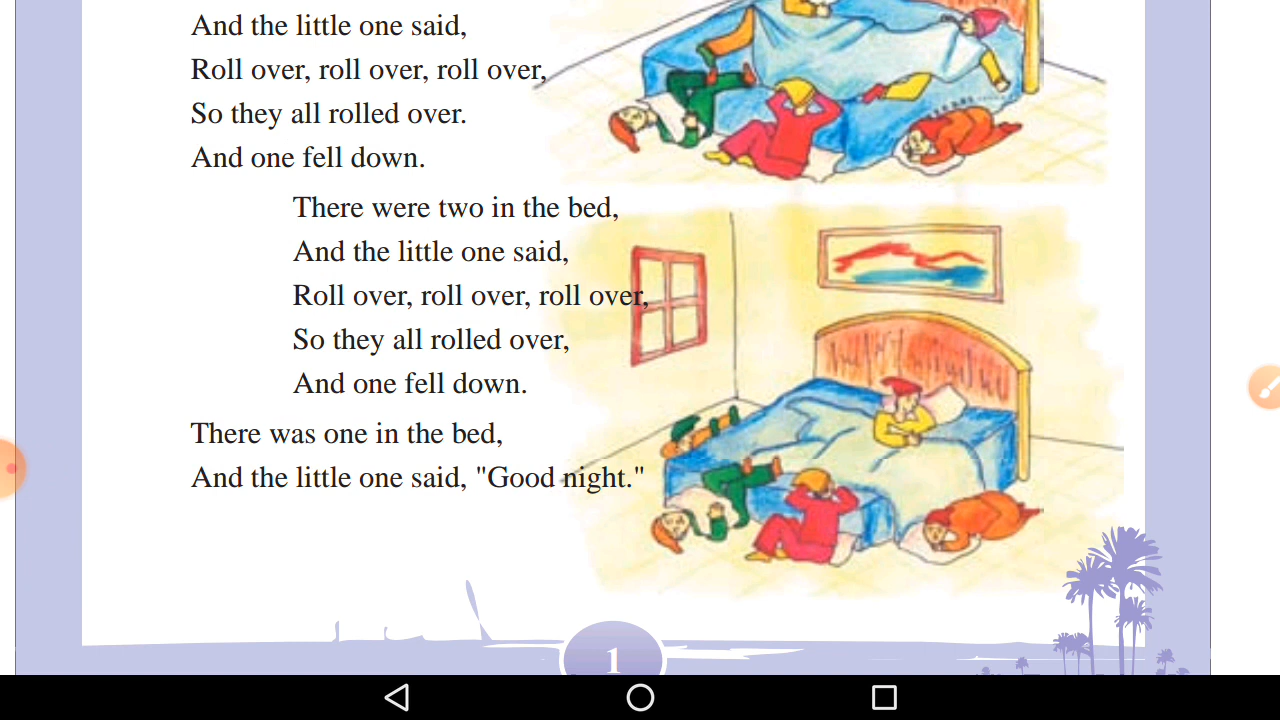 And the little one said,
Roll over, roll over, roll over,
So they all rolled over.
And one fell down.
There were two in the bed,
And the little one said,
Roll over, roll over, roll over,
So they all rolled over,
And one fell down.
There was one in the bed,
And the little one said, "Good night."
1